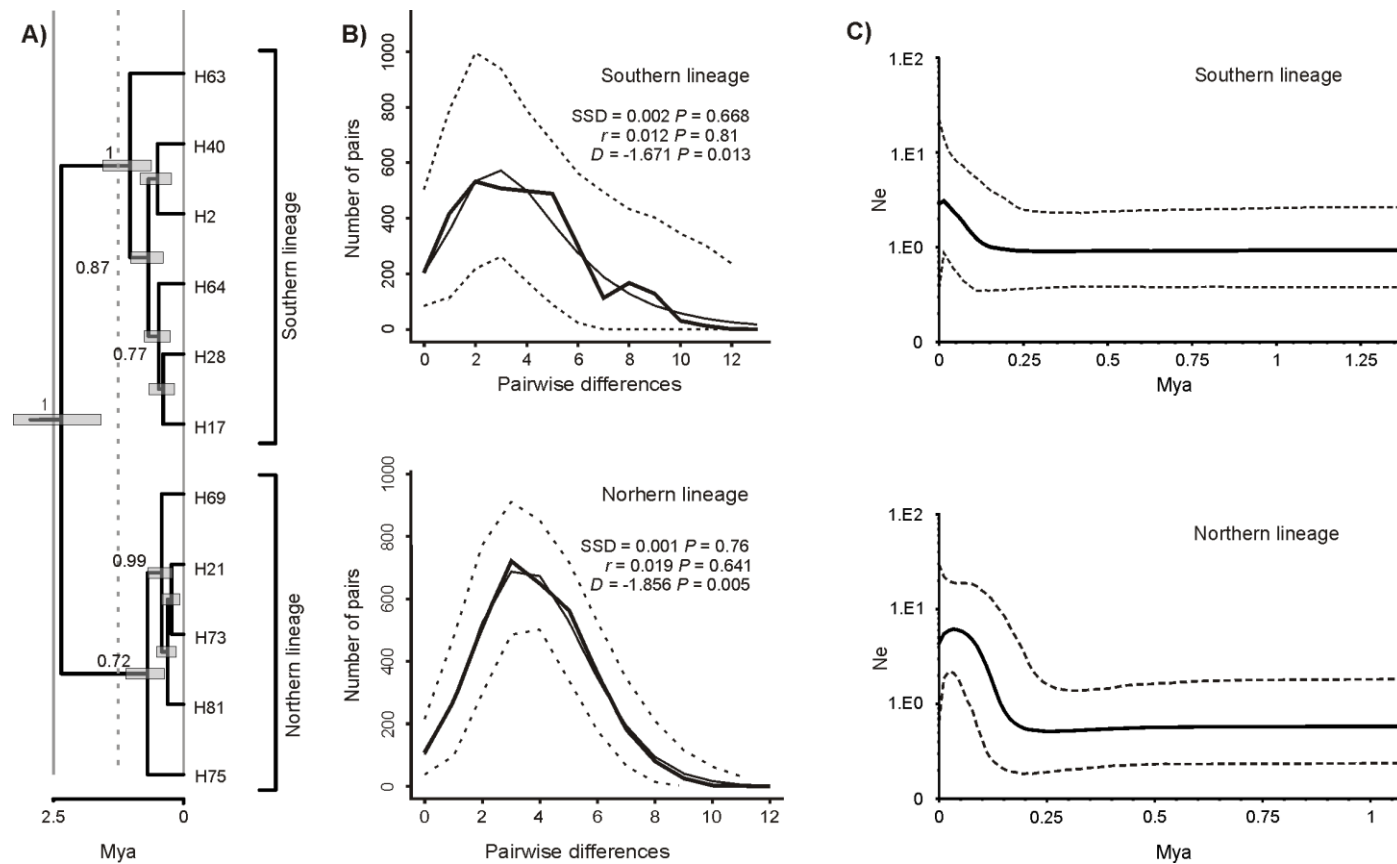 A)
H63
1
H40
H2
0.87
H64
0.77
H28
H17
1
Southern lineage
H69
0.99
H21
H73
0.72
H81
H75
Northern lineage
2.5
0
Mya
B)
Southern lineage
SSD = 0.002 P = 0.668
r = 0.012 P = 0.81
D = -1.671 P = 0.013
Number of pairs
1000
800
600
400
200
0
0 2 4 6 8 10 12
Pairwise differences
Norhern lineage
SSD = 0.001 P = 0.76
r = 0.019 P = 0.641
D = -1.856 P = 0.005
Number of pairs
1000
800
600
400
200
0
0 2 4 6 8 10 12
Pairwise differences
C)
Southern lineage
Ne
1.E2
1.E1
1.E0
0
0 0.25 0.5 0.75 1 1.25
Mya
Northern lineage
Ne
1.E2
1.E1
1.E0
0
0 0.25 0.5 0.75 1
Mya